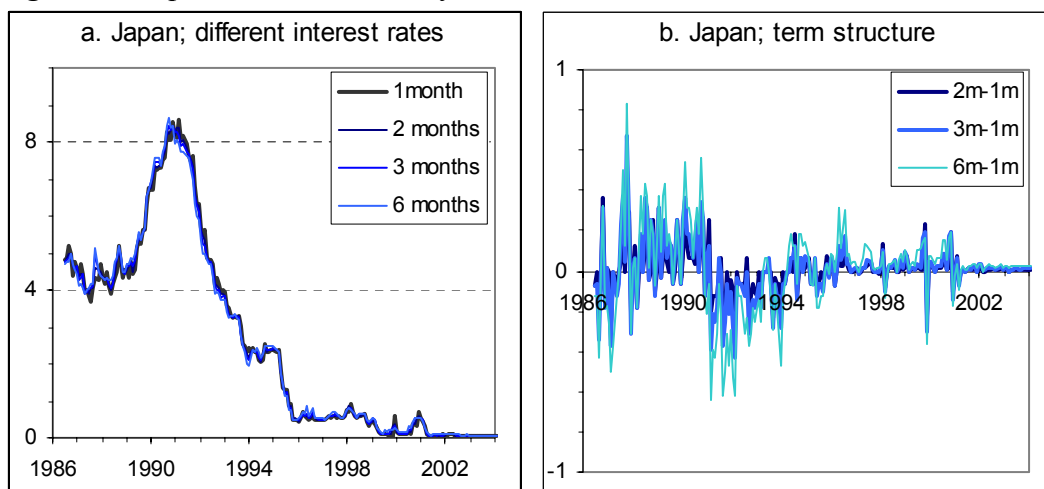 a. Japan; different interest rates
1month
2 months
3 months
6 months
8
4
0
1986 1990 1994 1998 2002
b. Japan; term structure
1
2m-1m
3m-1m
6m-1m
0
1986 1990 1994 1998 2002
-1